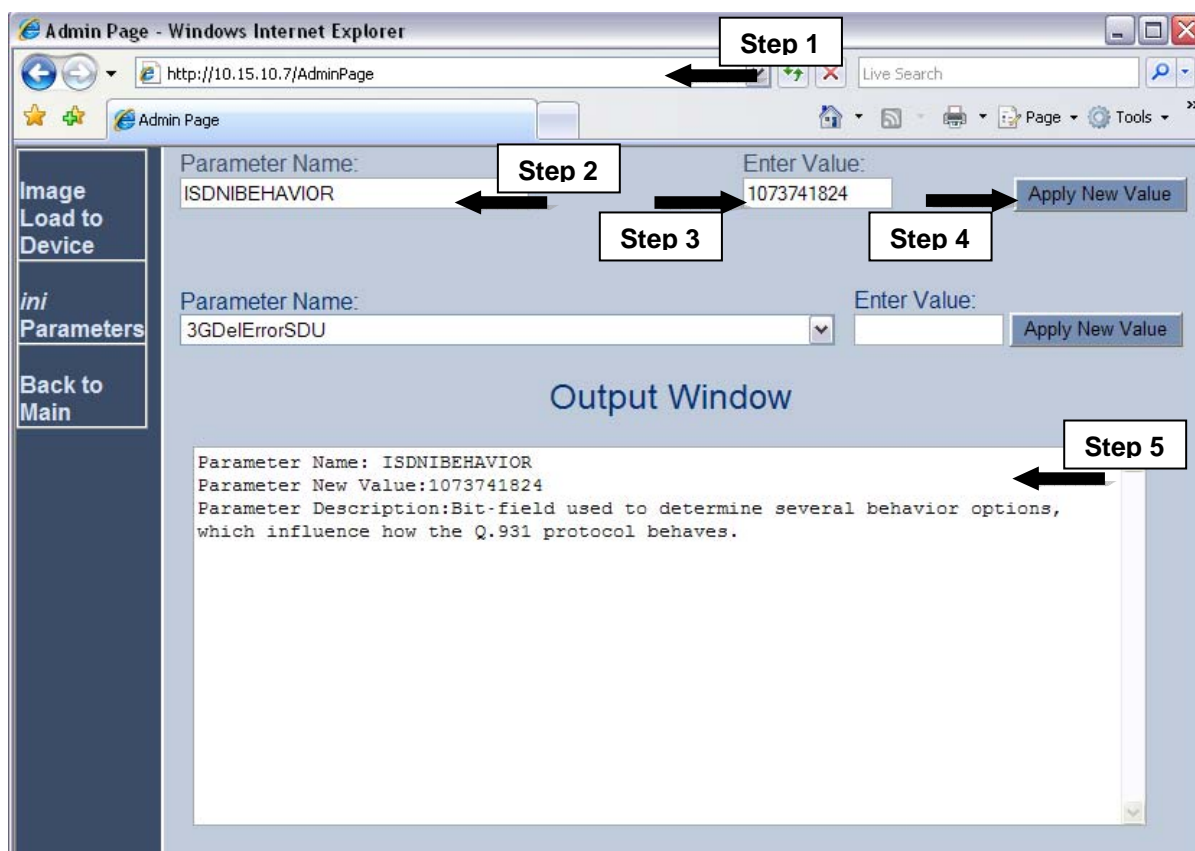 Admin Page - Windows Internet Explorer
Step 1
http://10.15.10.7/AdminPage
Live Search
Admin Page
Page
Tools
»
Image
Load to
Device
ini
Parameters
Back to
Main
Parameter Name:
Step 2
Enter Value:
ISDNIBEHAVIOR
1073741824
Apply New Value
Step 3
Step 4
Parameter Name:
Enter Value:
3GDelErrorSDU
Apply New Value
Output Window
Step 5
Parameter Name: ISDNIBEHAVIOR
Parameter New Value:1073741824
Parameter Description:Bit-field used to determine several behavior options,
which influence how the Q.931 protocol behaves.